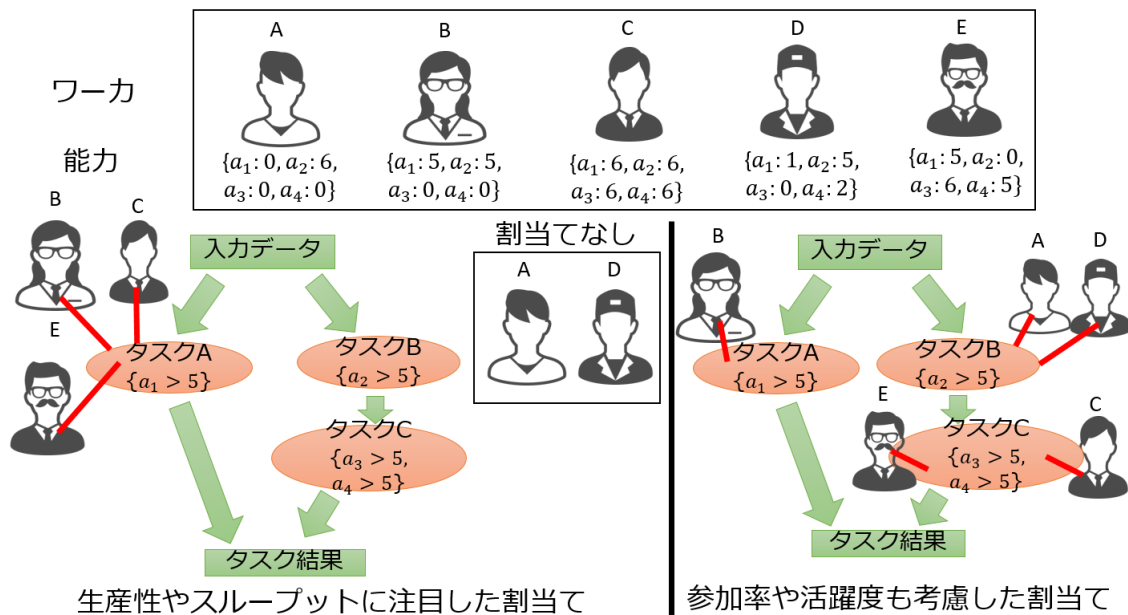 A
B
C
D
E
ワーカ
能力
{a₁: 0, a₂: 6,
a₃: 0, a₄: 0}
{a₁: 5, a₂: 5,
a₃: 0, a₄: 0}
{a₁: 6, a₂: 6,
a₃: 6, a₄: 6}
{a₁: 1, a₂: 5,
a₃: 0, a₄: 2}
{a₁: 5, a₂: 0,
a₃: 6, a₄: 5}
B
C
E
入力データ
タスクA
{a₁ > 5}
タスクB
{a₂ > 5}
タスクC
{a₃ > 5,
a₄ > 5}
タスク結果
生産性やスループットに注目した割当て
割当てなし
A
D
B
入力データ
A
D
タスクA
{a₁ > 5}
タスクB
{a₂ > 5}
E
C
タスクC
{a₃ > 5,
a₄ > 5}
タスク結果
参加率や活躍度も考慮した割当て